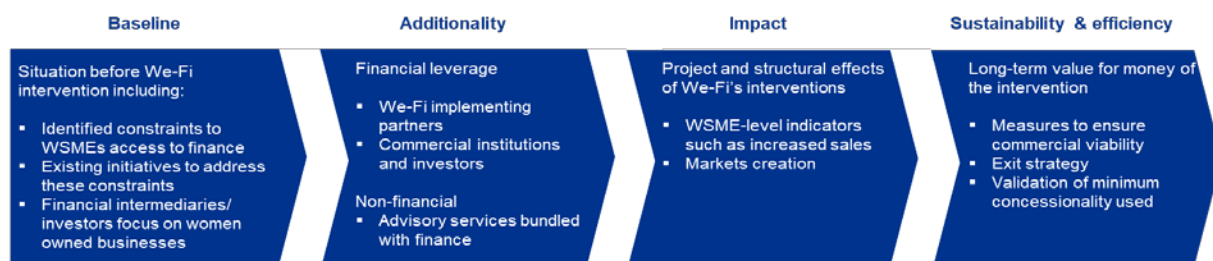 Baseline
Situation before We-Fi
intervention including:
▪ Identified constraints to
WSMEs access to finance
▪ Existing initiatives to address
these constraints
▪ Financial intermediaries/
investors focus on women
owned businesses
Additionality
Financial leverage
▪ We-Fi implementing
partners
▪ Commercial institutions
and investors
Non-financial
▪ Advisory services bundled
with finance
Impact
Project and structural effects
of We-Fi's interventions
▪ WSME-level indicators
such as increased sales
▪ Markets creation
Sustainability & efficiency
Long-term value for money of
the intervention
▪ Measures to ensure
commercial viability
▪ Exit strategy
▪ Validation of minimum
concessionality used